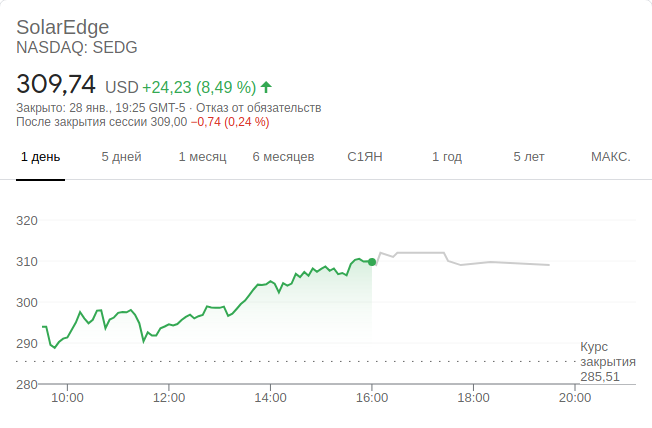 SolarEdge
NASDAQ: SEDG
309,74 USD +24,23 (8,49 %)
Закрыто: 28 янв., 19:25 GMT-5 · Отказ от обязательств
После закрытия сессии 309,00 −0,74 (0,24 %)
1 день 5 дней 1 месяц 6 месяцев С1ЯН 1 год 5 лет МАКС.
320
310
300
290
280
Курс
закрытия
285,51
10:00 12:00 14:00 16:00 18:00 20:00